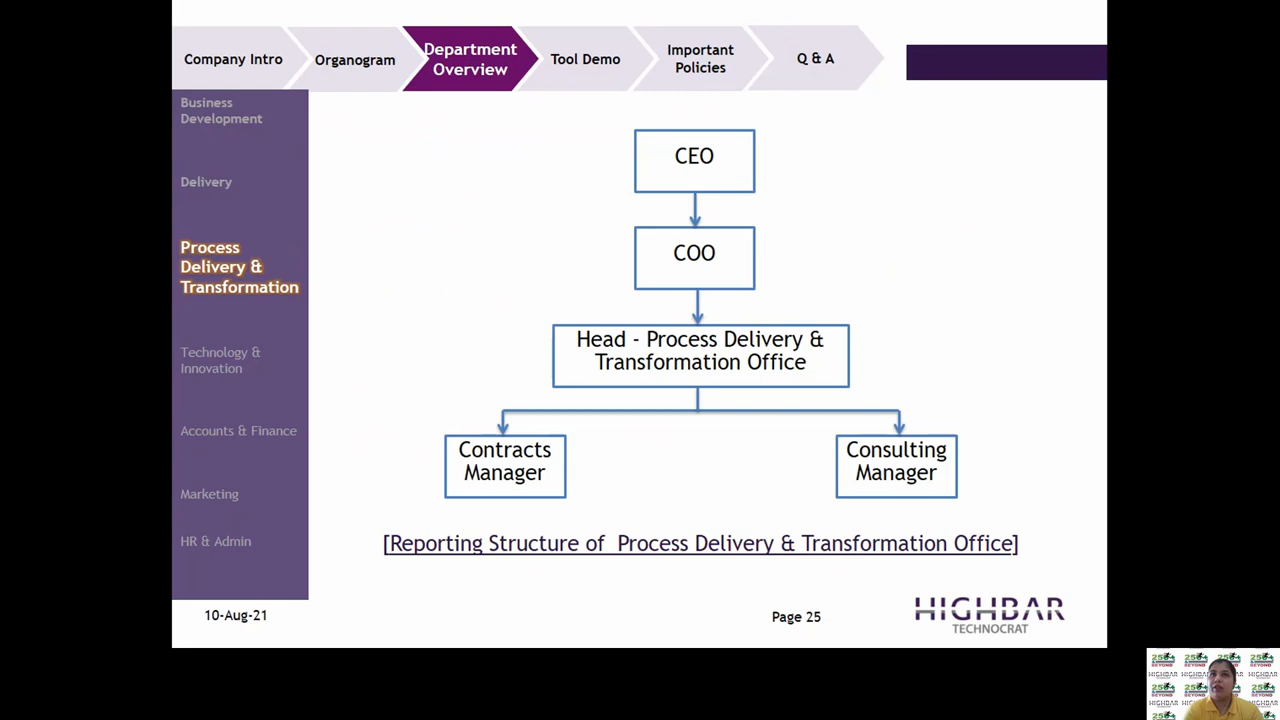 Company Intro
Organogram
Department
Overview
Tool Demo
Important
Policies
Q & A
Business
Development
Delivery
Process
Delivery &
Transformation
Technology &
Innovation
Accounts & Finance
Marketing
HR & Admin
CEO
COO
Head - Process Delivery &
Transformation Office
Contracts
Manager
Consulting
Manager
[Reporting Structure of  Process Delivery & Transformation Office]
10-Aug-21
Page 25
HIGHBAR
TECHNOCRAT